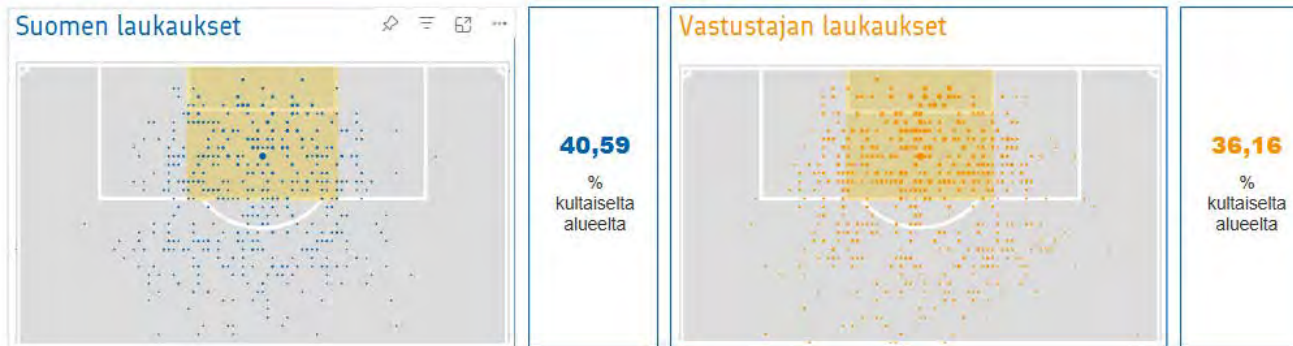 Suomen laukaukset
40,59
%
kultaiselta
alueelta
Vastustajan laukaukset
36,16
%
kultaiselta
alueelta